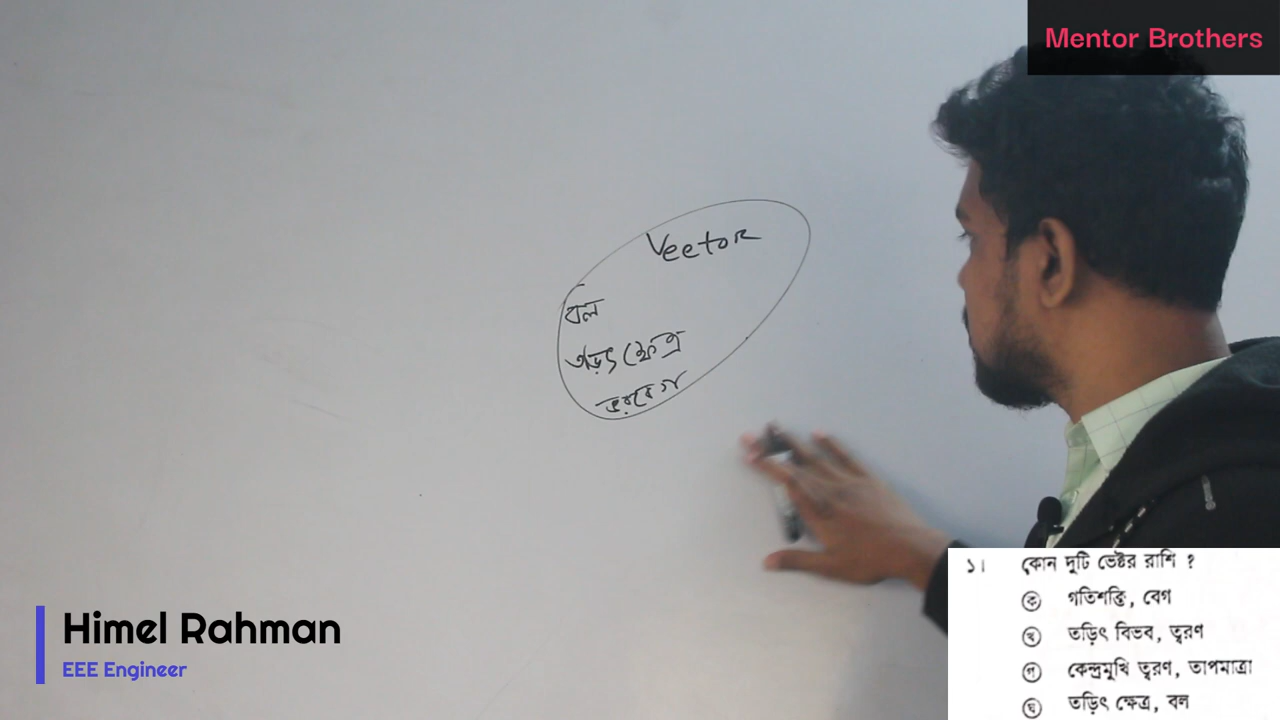 Mentor Brothers
Vector
বল
তড়িৎ ক্ষেত্র
ভরবেগ
Himel Rahman
EEE Engineer
১। কোন দুটি ভেক্টর রাশি ?
ক গতিশক্তি, বেগ
খ তড়িৎ বিভব, ত্বরণ
গ কেন্দ্রমুখি ত্বরণ, তাপমাত্রা
ঘ তড়িৎ ক্ষেত্র, বল